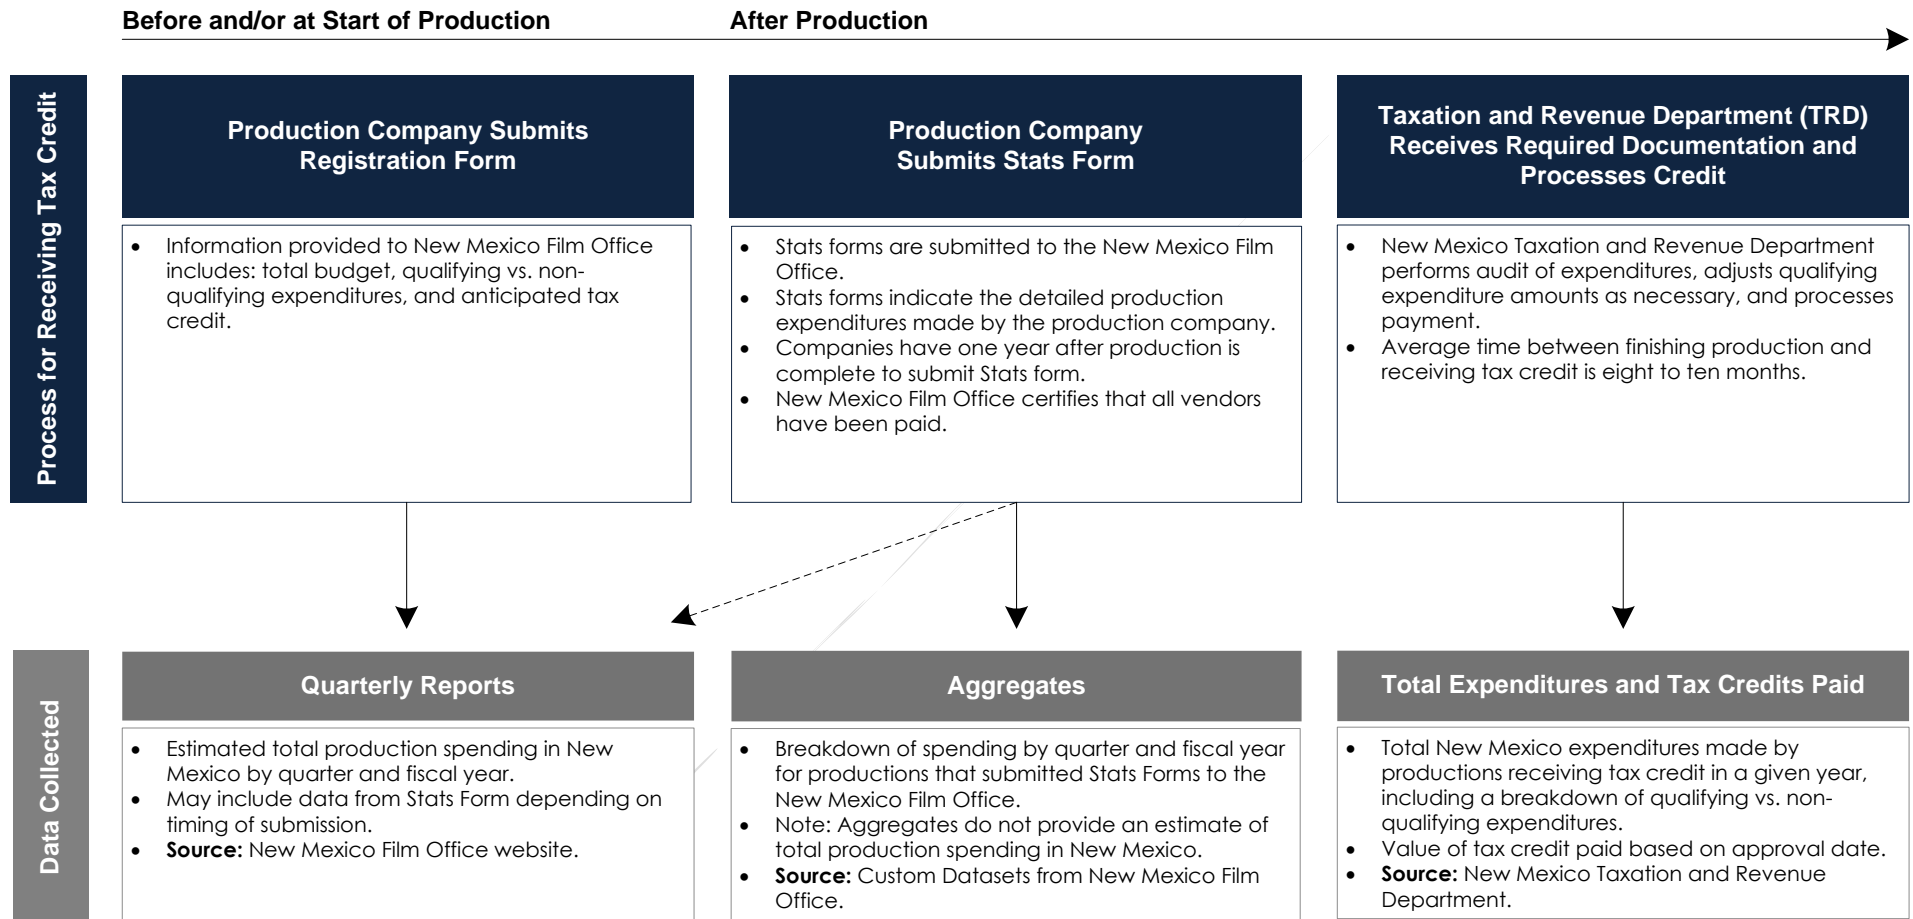 Before and/or at Start of Production
After Production
Process for Receiving Tax Credit
Production Company Submits
Registration Form
• Information provided to New Mexico Film Office
includes: total budget, qualifying vs. non-
qualifying expenditures, and anticipated tax
credit.
Production Company
Submits Stats Form
• Stats forms are submitted to the New Mexico Film
Office.
• Stats forms indicate the detailed production
expenditures made by the production company.
• Companies have one year after production is
complete to submit Stats form.
• New Mexico Film Office certifies that all vendors
have been paid.
Taxation and Revenue Department (TRD)
Receives Required Documentation and
Processes Credit
• New Mexico Taxation and Revenue Department
performs audit of expenditures, adjusts qualifying
expenditure amounts as necessary, and processes
payment.
• Average time between finishing production and
receiving tax credit is eight to ten months.
Data Collected
Quarterly Reports
• Estimated total production spending in New
Mexico by quarter and fiscal year.
• May include data from Stats Form depending on
timing of submission.
• Source: New Mexico Film Office website.
Aggregates
• Breakdown of spending by quarter and fiscal year
for productions that submitted Stats Forms to the
New Mexico Film Office.
• Note: Aggregates do not provide an estimate of
total production spending in New Mexico.
• Source: Custom Datasets from New Mexico Film
Office.
Total Expenditures and Tax Credits Paid
• Total New Mexico expenditures made by
productions receiving tax credit in a given year,
including a breakdown of qualifying vs. non-
qualifying expenditures.
• Value of tax credit paid based on approval date.
• Source: New Mexico Taxation and Revenue
Department.